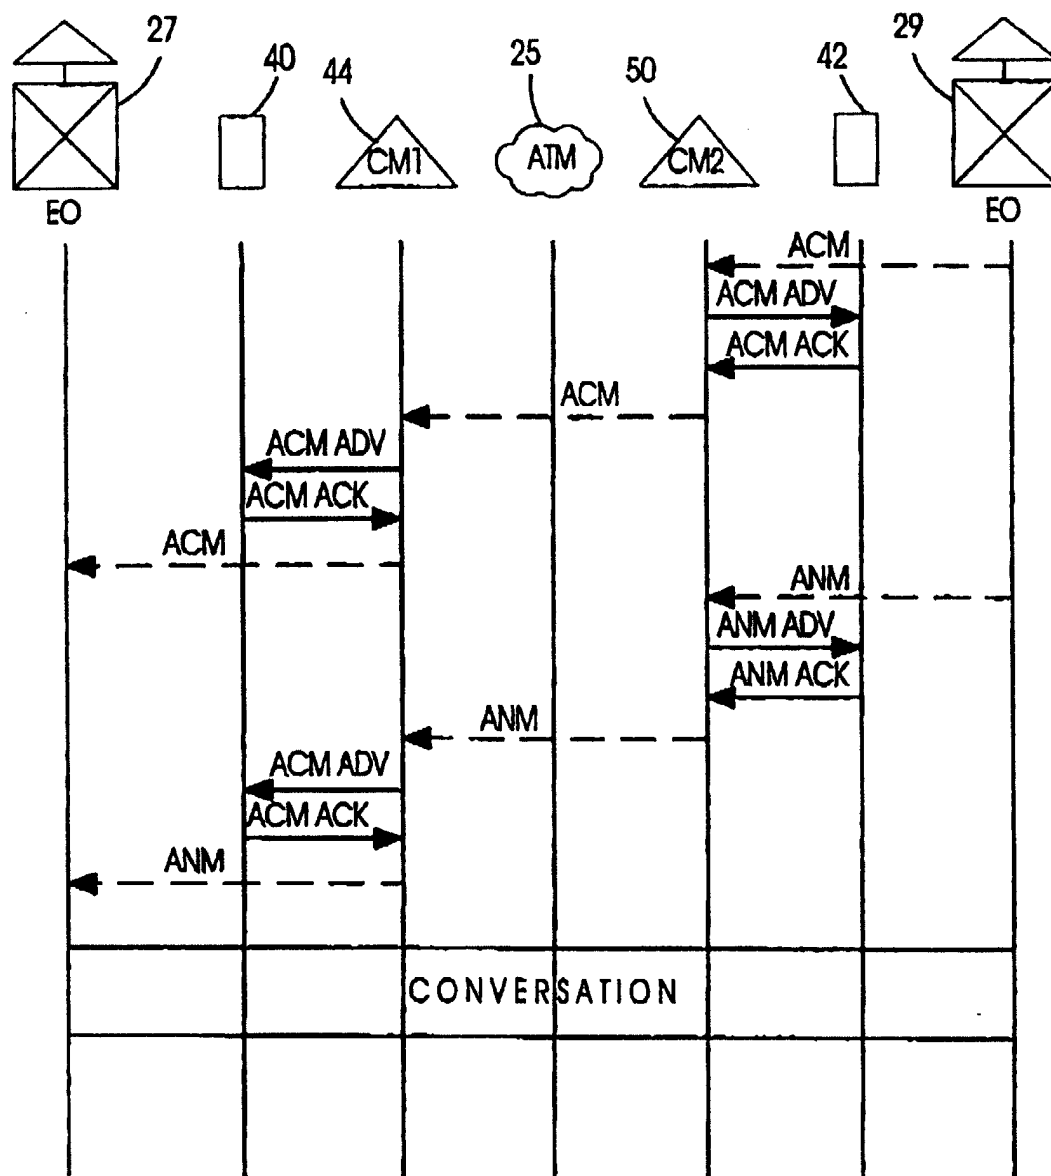 27
40
44
25
50
42
29
CM1
ATM
CM2
EO
EO
ACM
ACM ADV
ACM ACK
ACM
ACM ADV
ACM ACK
ACM
ANM
ANM ADV
ANM ACK
ANM
ACM ADV
ACM ACK
ANM
CONVERSATION